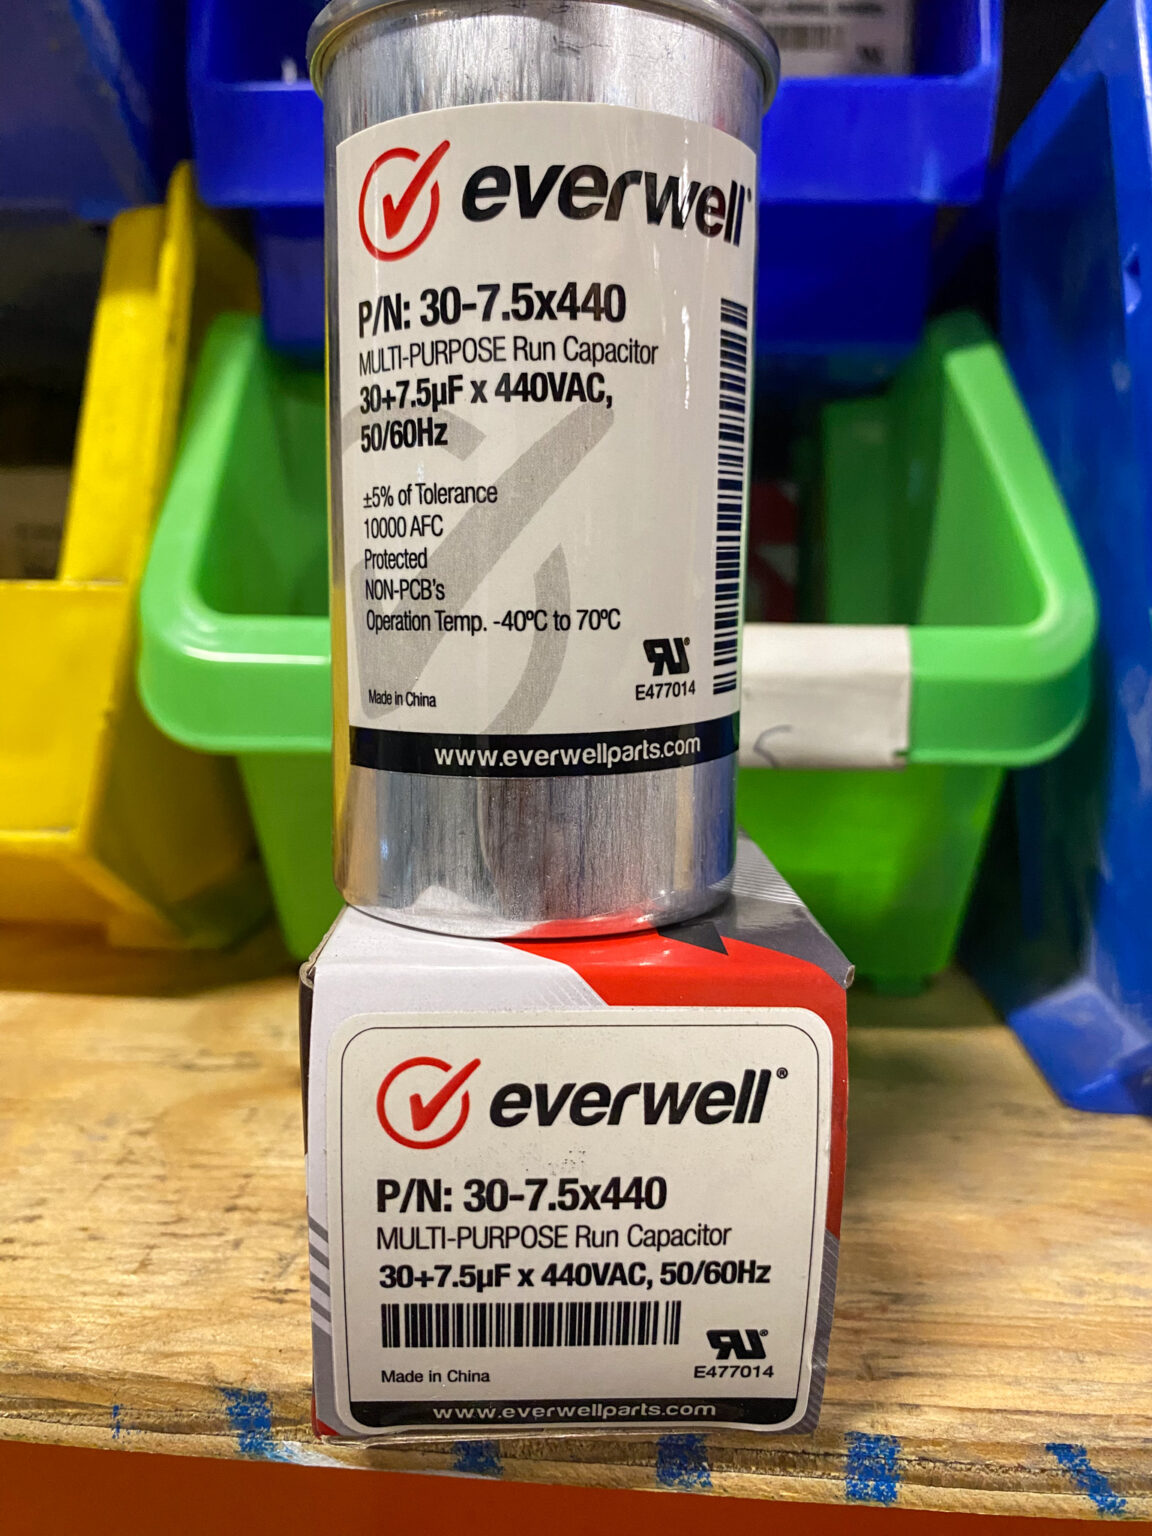 everwell
P/N: 30-7.5x440
MULTI-PURPOSE Run Capacitor
30+7.5µF x 440VAC,
50/60Hz
±5% of Tolerance
10000 AFC
Protected
NON-PCB's
Operation Temp. -40ºC to 70ºC
Made in China
E477014
www.everwellparts.com
5
everwell®
P/N: 30-7.5x440
MULTI-PURPOSE Run Capacitor
30+7.5µF x 440VAC, 50/60Hz
Made in China
E477014
www.everwellparts.com